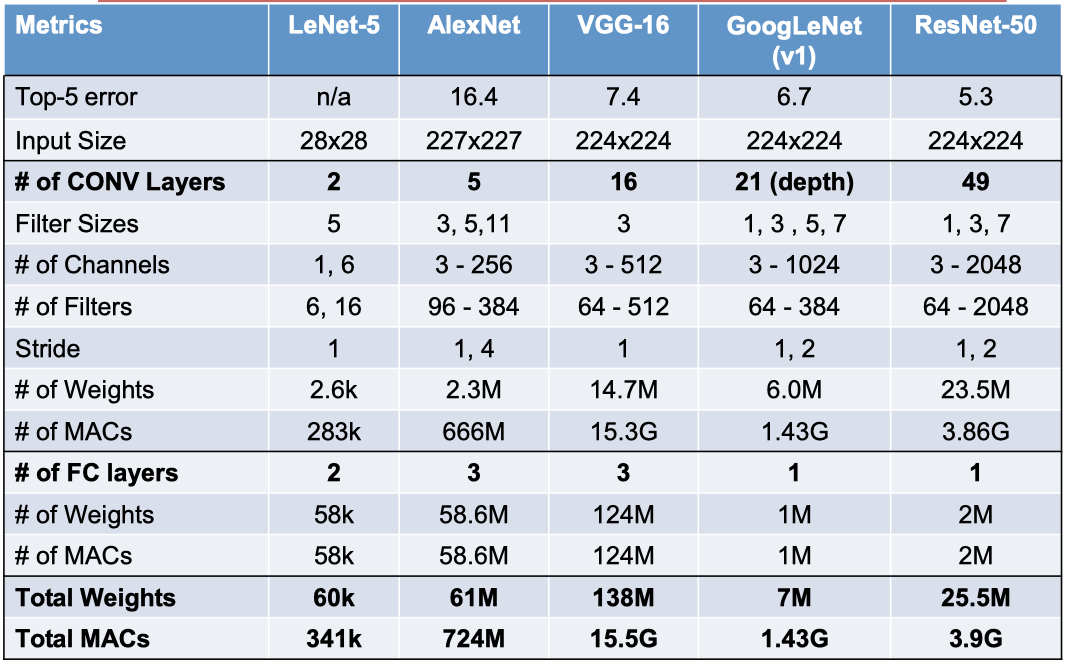 Metrics LeNet-5 AlexNet VGG-16 GoogLeNet (v1) ResNet-50
Top-5 error n/a 16.4 7.4 6.7 5.3
Input Size 28x28 227x227 224x224 224x224 224x224
# of CONV Layers 2 5 16 21 (depth) 49
Filter Sizes 5 3, 5,11 3 1, 3 , 5, 7 1, 3, 7
# of Channels 1, 6 3 - 256 3 - 512 3 - 1024 3 - 2048
# of Filters 6, 16 96 - 384 64 - 512 64 - 384 64 - 2048
Stride 1 1, 4 1 1, 2 1, 2
# of Weights 2.6k 2.3M 14.7M 6.0M 23.5M
# of MACs 283k 666M 15.3G 1.43G 3.86G
# of FC layers 2 3 3 1 1
# of Weights 58k 58.6M 124M 1M 2M
# of MACs 58k 58.6M 124M 1M 2M
Total Weights 60k 61M 138M 7M 25.5M
Total MACs 341k 724M 15.5G 1.43G 3.9G